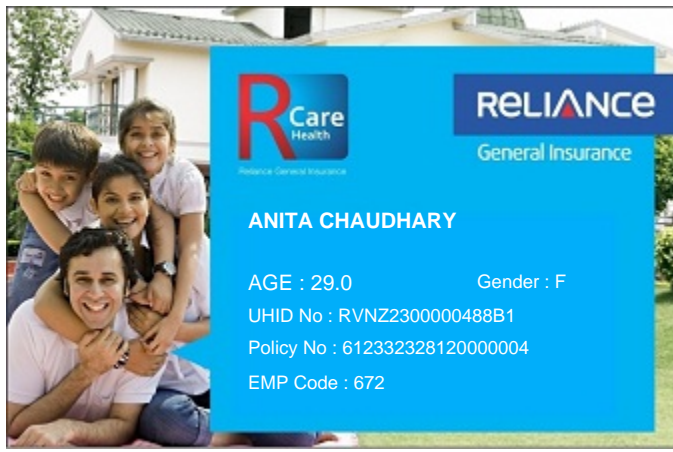 R Care
Health
Reliance General Insurance
RELIANCE
General Insurance
ANITA CHAUDHARY
AGE : 29.0
Gender : F
UHID No : RVNZ2300000488B1
Policy No : 612332328120000004
EMP Code : 672